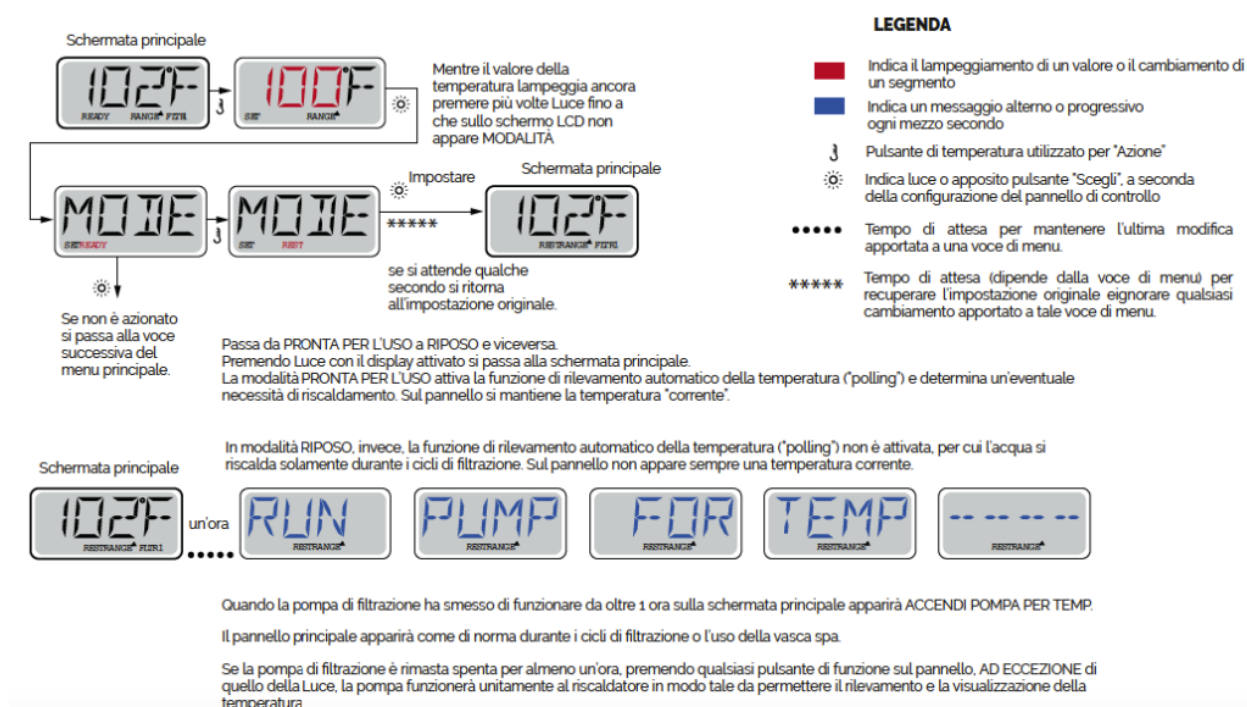 LEGENDA
Schermata principale
102°F
READY RANGE FLTR1
100°F
SET RANGE
Mentre il valore della
temperatura lampeggia ancora
premere più volte Luce fino a
che sullo schermo LCD non
appare MODALITÀ
Indica il lampeggiamento di un valore o il cambiamento di
un segmento
Indica un messaggio alterno o progressivo
ogni mezzo secondo
Pulsante di temperatura utilizzato per "Azione"
Indica luce o apposito pulsante "Scegli", a seconda
della configurazione del pannello di controllo
Tempo di attesa per mantenere l'ultima modifica
apportata a una voce di menu.
Tempo di attesa (dipende dalla voce di menu) per
recuperare l'impostazione originale eignorare qualsiasi
cambiamento apportato a tale voce di menu.
MODE
SET READY
MODE
SET REST
Impostare
*****
Schermata principale
102°F
REST RANGE FLTR1
se si attende qualche
secondo si ritorna
all'impostazione originale.
Se non è azionato
si passa alla voce
successiva del
menu principale.
Passa da PRONTA PER L'USO a RIPOSO e viceversa.
Premendo Luce con il display attivato si passa alla schermata principale.
La modalità PRONTA PER L'USO attiva la funzione di rilevamento automatico della temperatura ("polling") e determina un'eventuale
necessità di riscaldamento. Sul pannello si mantiene la temperatura "corrente".
In modalità RIPOSO, invece, la funzione di rilevamento automatico della temperatura ("polling") non è attivata, per cui l'acqua si
riscalda solamente durante i cicli di filtrazione. Sul pannello non appare sempre una temperatura corrente.
Schermata principale
102°F
REST RANGE FLTR1
un'ora
RUN
REST RANGE
PUMP
REST RANGE
FOR
REST RANGE
TEMP
REST RANGE
-- -- -- --
REST RANGE
Quando la pompa di filtrazione ha smesso di funzionare da oltre 1 ora sulla schermata principale apparirà ACCENDI POMPA PER TEMP.
Il pannello principale apparirà come di norma durante i cicli di filtrazione o l'uso della vasca spa.
Se la pompa di filtrazione è rimasta spenta per almeno un'ora, premendo qualsiasi pulsante di funzione sul pannello, AD ECCEZIONE di
quello della Luce, la pompa funzionerà unitamente al riscaldatore in modo tale da permettere il rilevamento e la visualizzazione della
temperatura